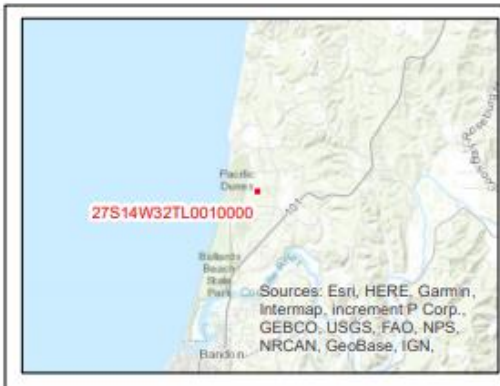 Pacific
Dunes
27S14W32TL0010000
101
Roseburg
Bullards
Beach
State
Park
Sources: Esri, HERE, Garmin,
Intermap, increment P Corp.,
GEBCO, USGS, FAO, NPS,
NRCAN, GeoBase, IGN,
Bandon